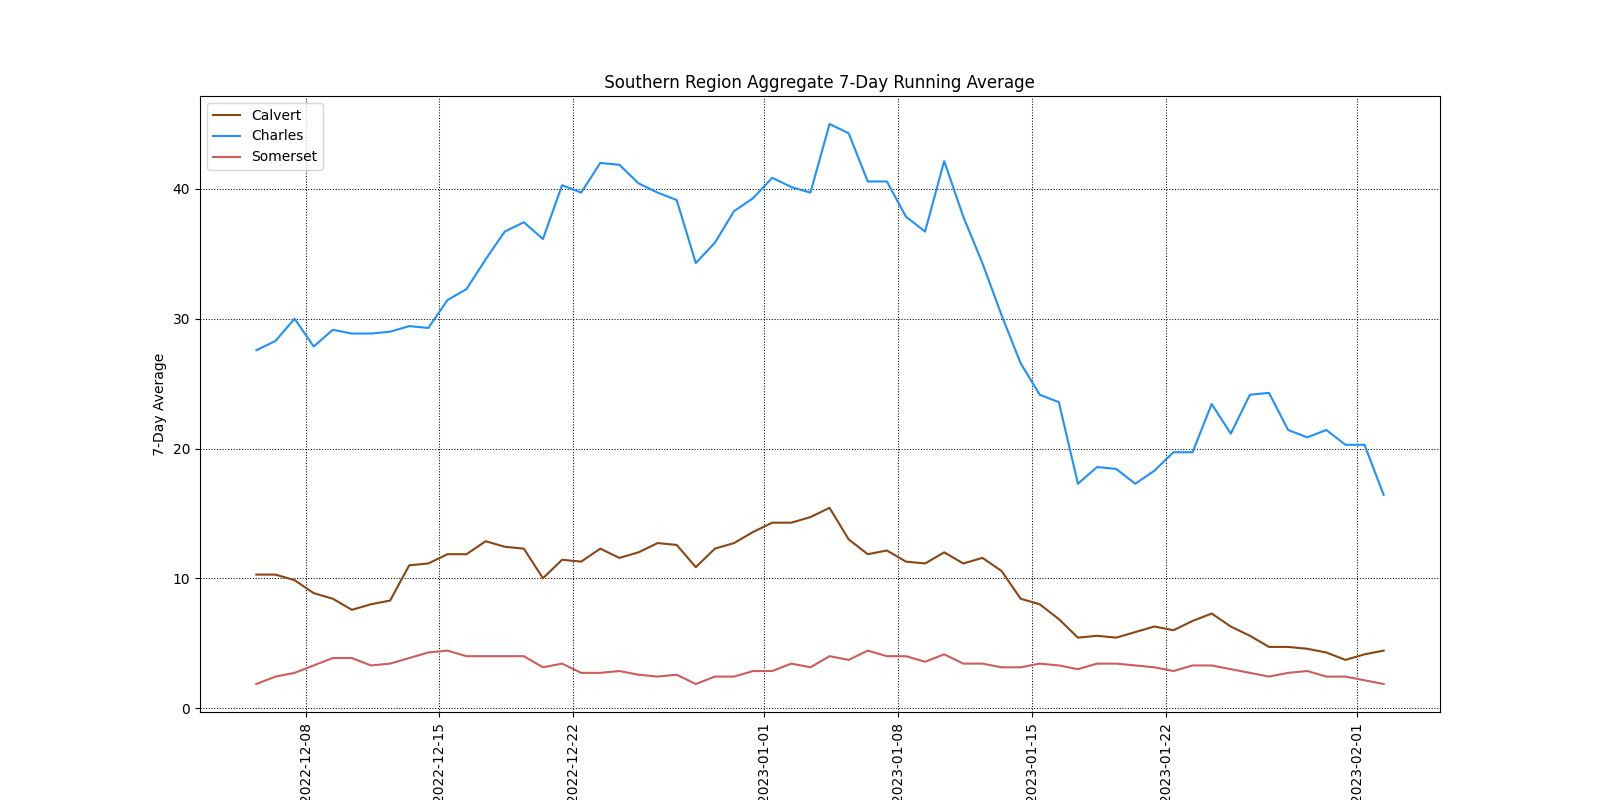 Southern Region Aggregate 7-Day Running Average
Calvert
Charles
Somerset
7-Day Average
40
30
20
10
0
2022-12-08
2022-12-15
2022-12-22
2023-01-01
2023-01-08
2023-01-15
2023-01-22
2023-02-01